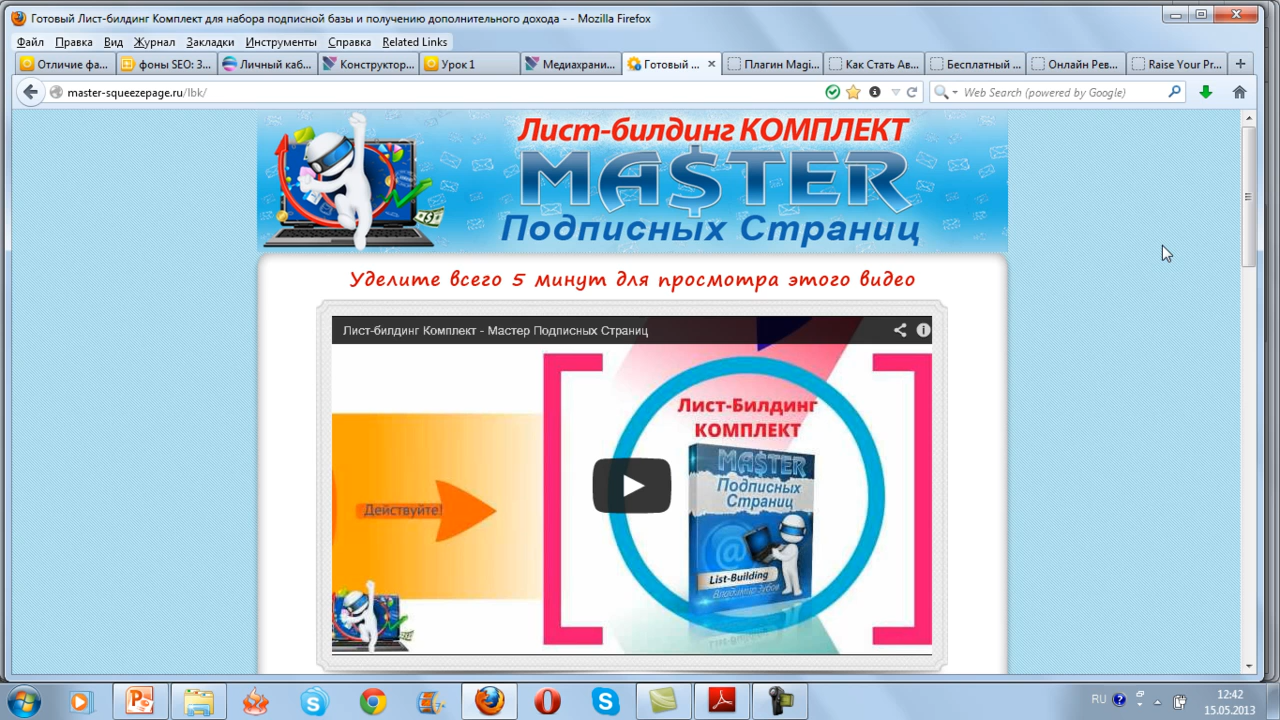 Готовый Лист-билдинг Комплект для набора подписной базы и получению дополнительного дохода - - Mozilla Firefox
Файл Правка Вид Журнал Закладки Инструменты Справка Related Links
Отличие фа...
фоны SEO: 3...
Личный каб...
Конструктор...
Урок 1
Медиахрани...
Готовый ...
Плагин Magi...
Как Стать Ав...
Бесплатный ...
Онлайн Рев...
Raise Your Pr...
master-squeezepage.ru/lbk/
Web Search (powered by Google)
Лист-билдинг КОМПЛЕКТ
MA$TER
Подписных Страниц
Уделите всего 5 минут для просмотра этого видео
Лист-билдинг Комплект - Мастер Подписных Страниц
Лист-Билдинг
КОМПЛЕКТ
MA$TER
Подписных
Страниц
Действуйте!
List-Building
Владимир Зубов
RU
12:42
15.05.2013